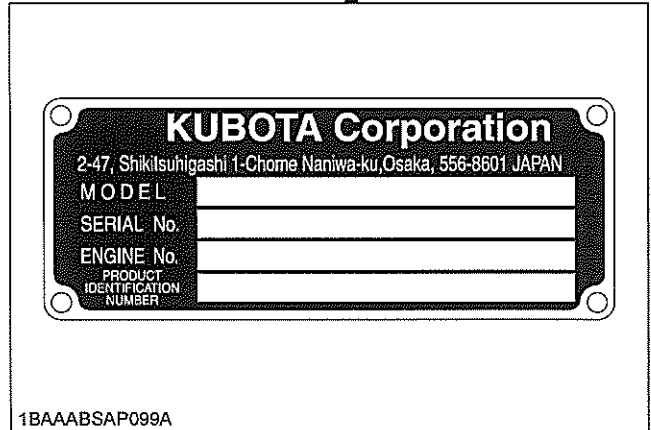 KUBOTA Corporation
2-47, Shikitsuhigashi 1-Chome Naniwa-ku,Osaka, 556-8601 JAPAN
MODEL
SERIAL No.
ENGINE No.
PRODUCT
IDENTIFICATION
NUMBER
1BAAABSAP099A